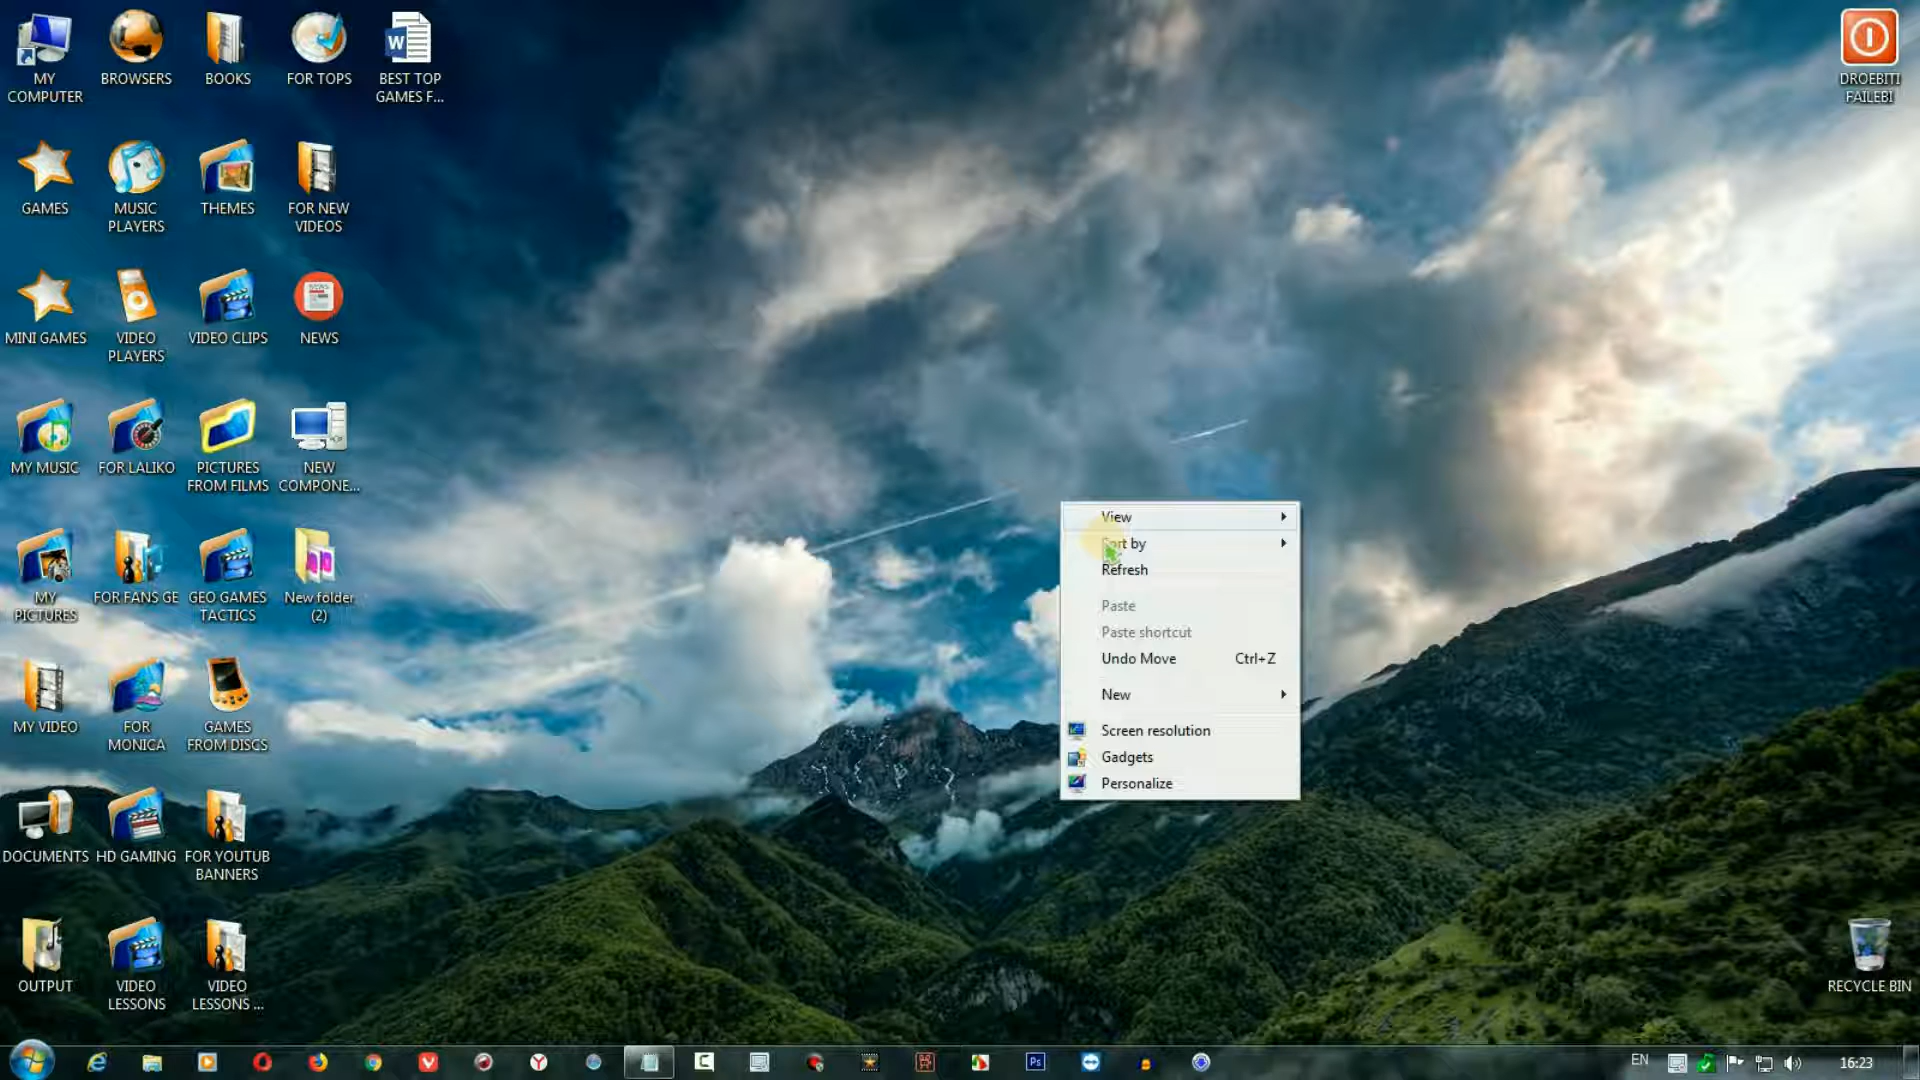 MY
COMPUTER
BROWSERS
BOOKS
FOR TOPS
W
BEST TOP
GAMES F...
DROEBITI
FAILEBI
GAMES
MUSIC
PLAYERS
THEMES
FOR NEW
VIDEOS
MINI GAMES
VIDEO
PLAYERS
VIDEO CLIPS
NEWS
NEWS
MY MUSIC
FOR LALIKO
PICTURES
FROM FILMS
NEW
COMPONE...
MY
PICTURES
FOR FANS GE
GEO GAMES
TACTICS
New folder
(2)
MY VIDEO
FOR
MONICA
GAMES
FROM DISCS
DOCUMENTS
HD GAMING
FOR YOUTUB
BANNERS
OUTPUT
VIDEO
LESSONS
VIDEO
LESSONS ...
RECYCLE BIN
View
Sort by
Refresh
Paste
Paste shortcut
Undo Move Ctrl+Z
New
Screen resolution
Gadgets
Personalize
Ps
EN
16:23